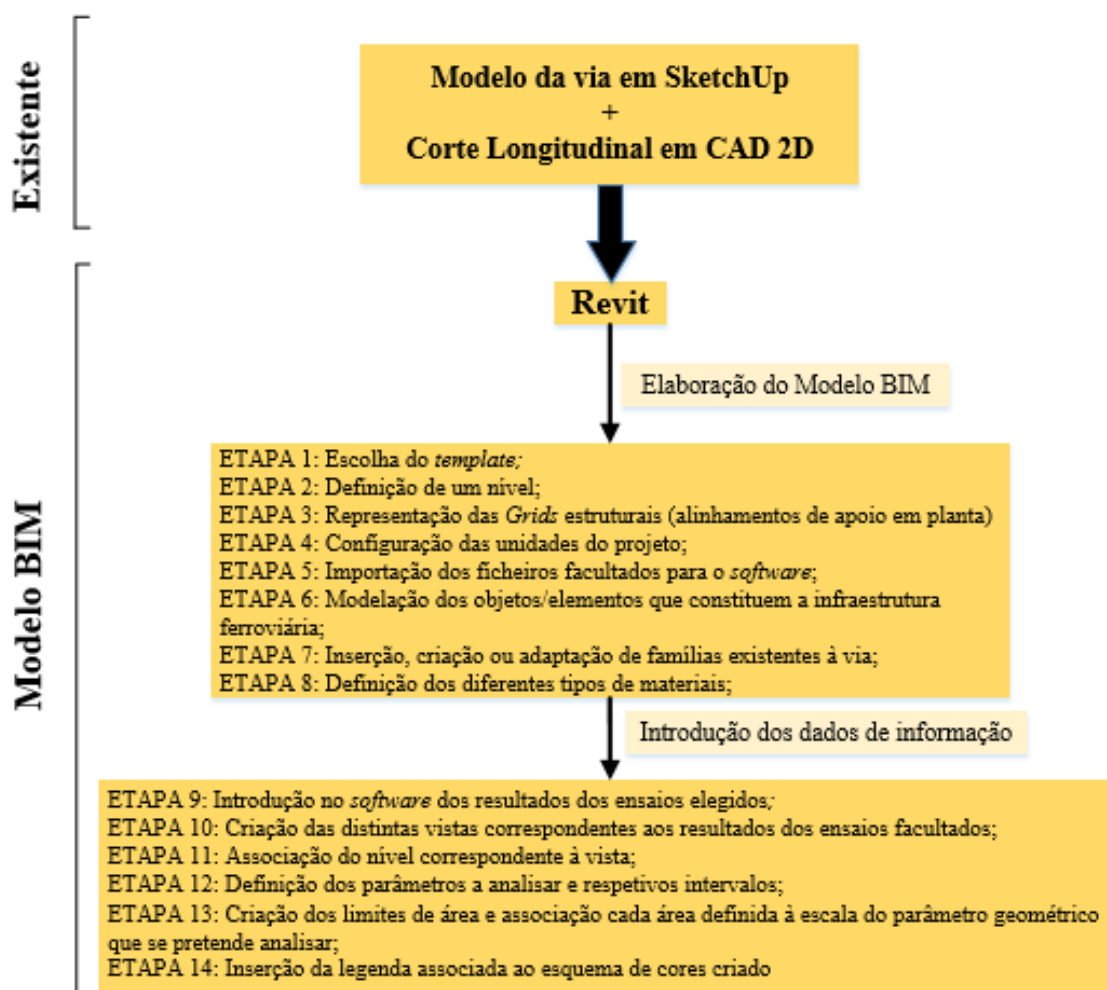 Existente
Modelo da via em SketchUp
+
Corte Longitudinal em CAD 2D
Modelo BIM
Revit
Elaboração do Modelo BIM
ETAPA 1: Escolha do template;
ETAPA 2: Definição de um nível;
ETAPA 3: Representação das Grids estruturais (alinhamentos de apoio em planta)
ETAPA 4: Configuração das unidades do projeto;
ETAPA 5: Importação dos ficheiros facultados para o software;
ETAPA 6: Modelação dos objetos/elementos que constituem a infraestrutura
ferroviária;
ETAPA 7: Inserção, criação ou adaptação de famílias existentes à via;
ETAPA 8: Definição dos diferentes tipos de materiais;
Introdução dos dados de informação
ETAPA 9: Introdução no software dos resultados dos ensaios elegidos;
ETAPA 10: Criação das distintas vistas correspondentes aos resultados dos ensaios facultados;
ETAPA 11: Associação do nível correspondente à vista;
ETAPA 12: Definição dos parâmetros a analisar e respetivos intervalos;
ETAPA 13: Criação dos limites de área e associação cada área definida à escala do parâmetro geométrico
que se pretende analisar;
ETAPA 14: Inserção da legenda associada ao esquema de cores criado